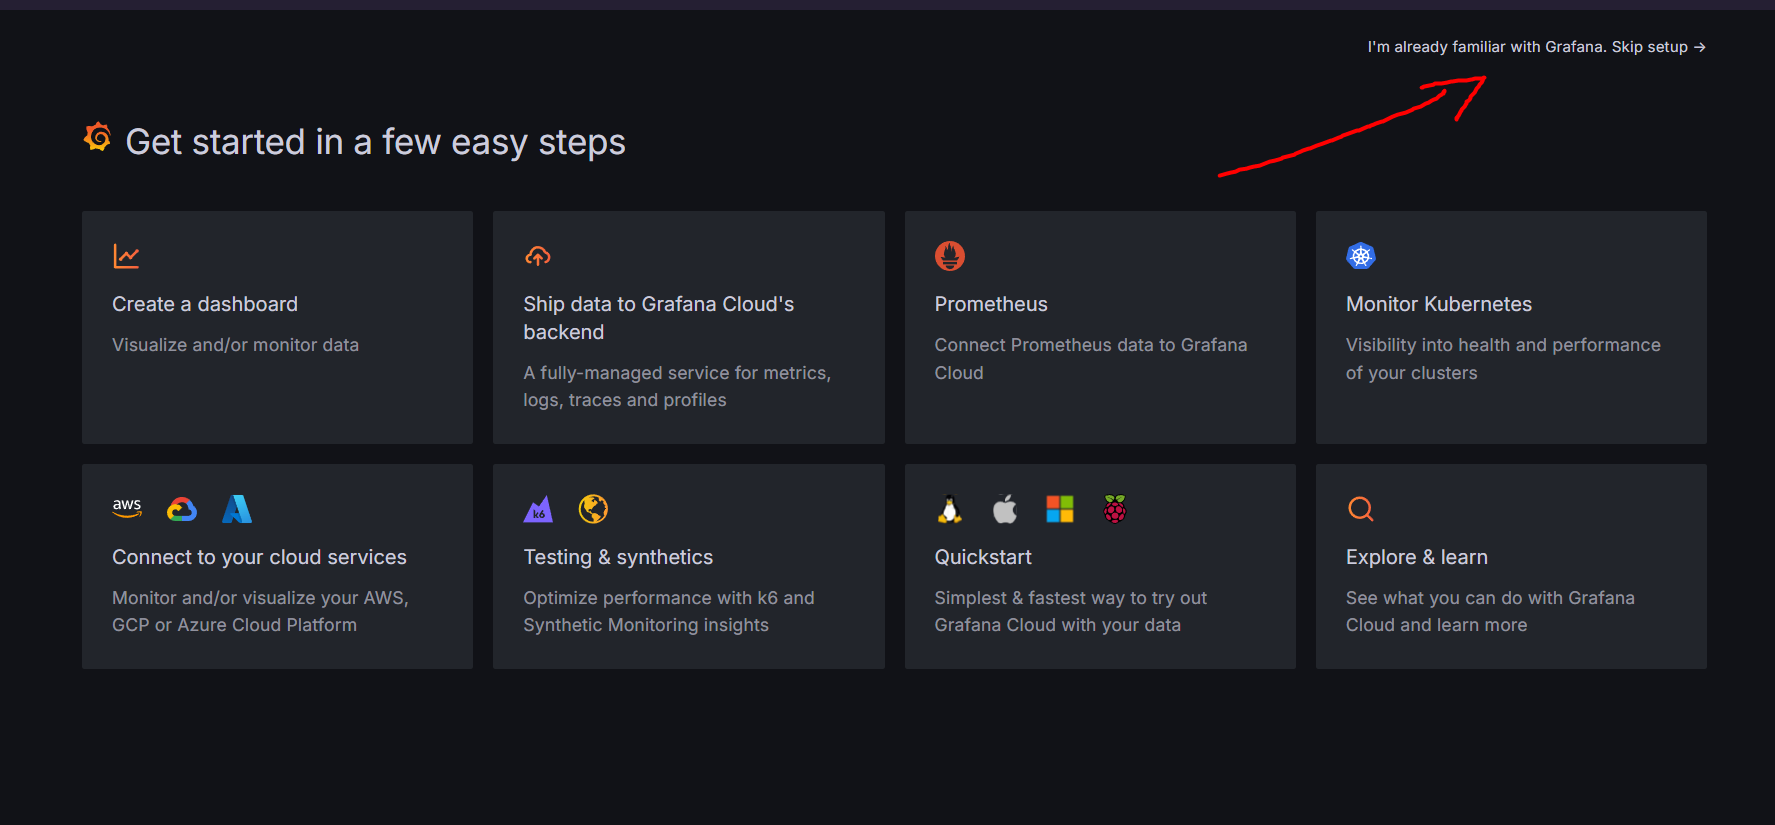 I'm already familiar with Grafana. Skip setup →
Get started in a few easy steps
Create a dashboard
Visualize and/or monitor data
Ship data to Grafana Cloud's
backend
A fully-managed service for metrics,
logs, traces and profiles
Prometheus
Connect Prometheus data to Grafana
Cloud
Monitor Kubernetes
Visibility into health and performance
of your clusters
aws
Connect to your cloud services
Monitor and/or visualize your AWS,
GCP or Azure Cloud Platform
k6
Testing & synthetics
Optimize performance with k6 and
Synthetic Monitoring insights
Quickstart
Simplest & fastest way to try out
Grafana Cloud with your data
Explore & learn
See what you can do with Grafana
Cloud and learn more